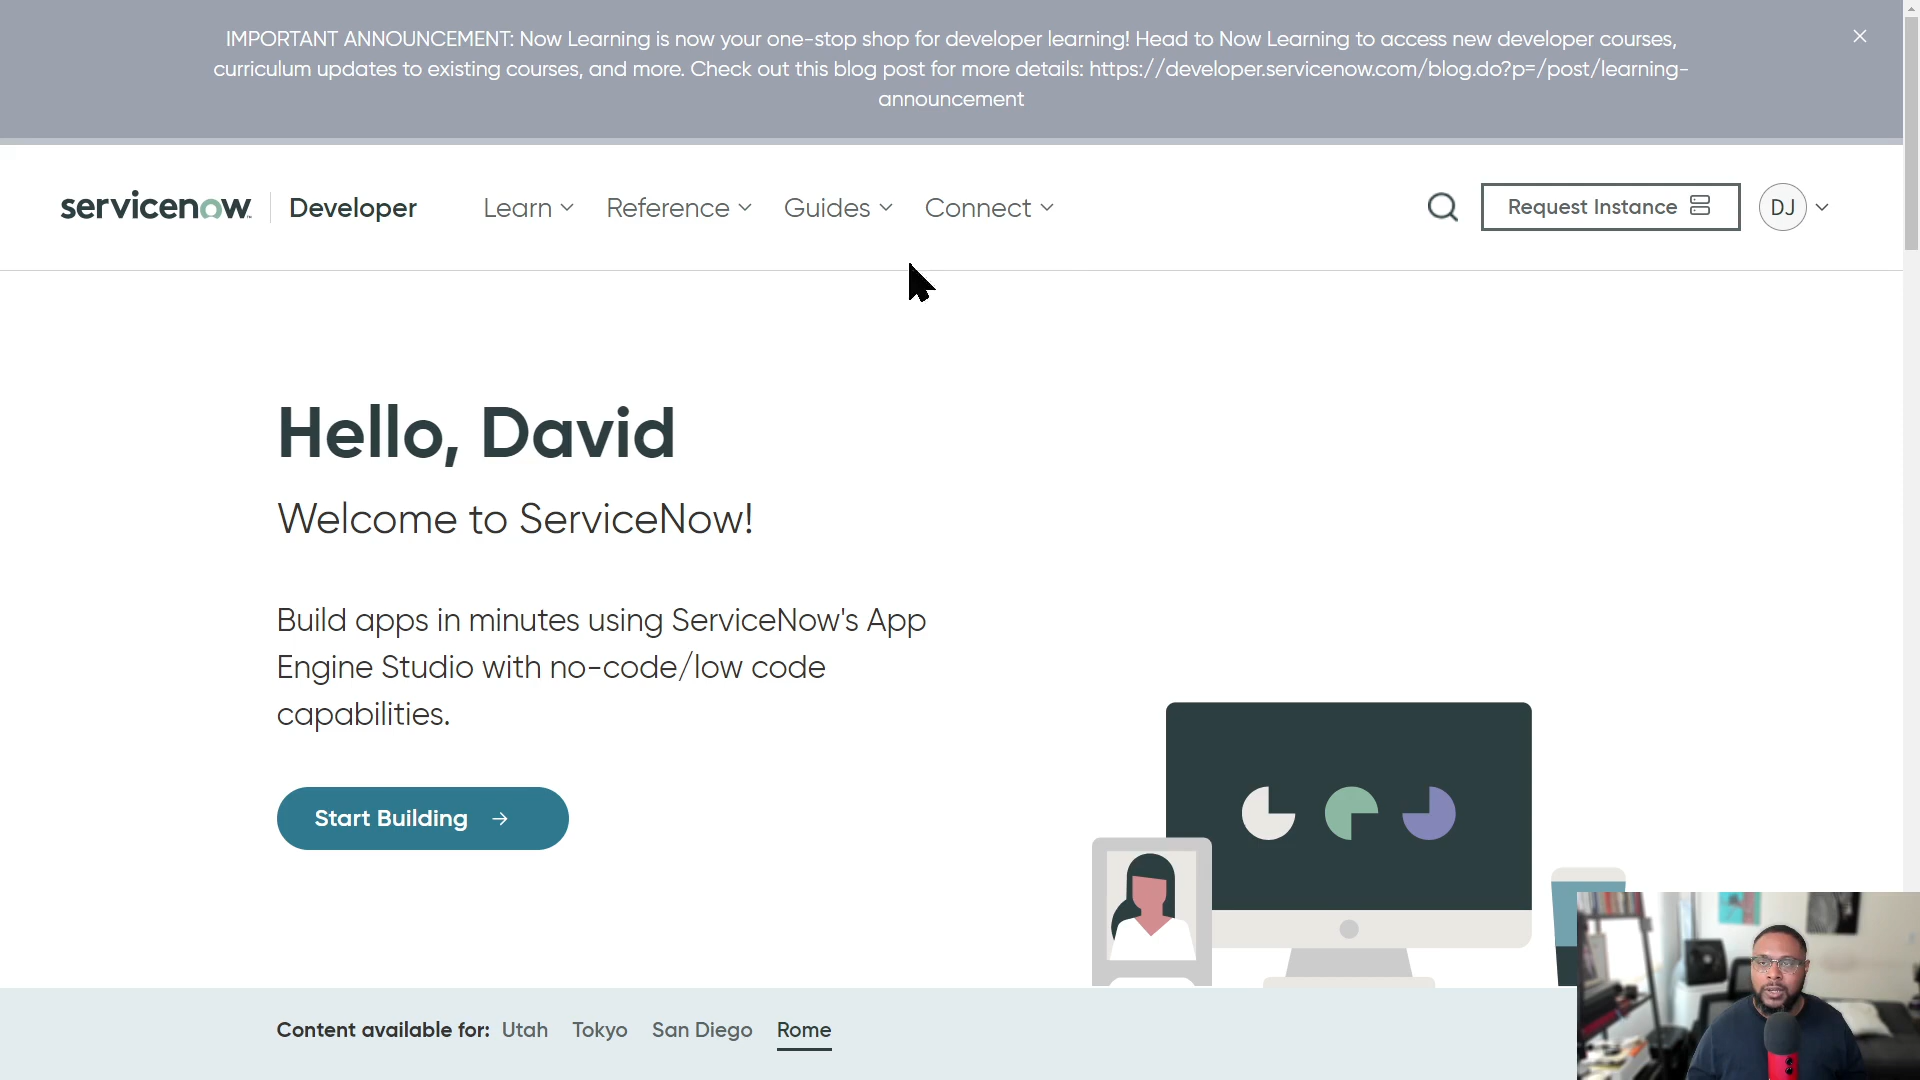 IMPORTANT ANNOUNCEMENT: Now Learning is now your one-stop shop for developer learning! Head to Now Learning to access new developer courses,
curriculum updates to existing courses, and more. Check out this blog post for more details: https://developer.servicenow.com/blog.do?p=/post/learning-
announcement
servicenow Developer Learn Reference Guides Connect Request Instance DJ
Hello, David
Welcome to ServiceNow!
Build apps in minutes using ServiceNow's App
Engine Studio with no-code/low code
capabilities.
Start Building →
Content available for: Utah Tokyo San Diego Rome